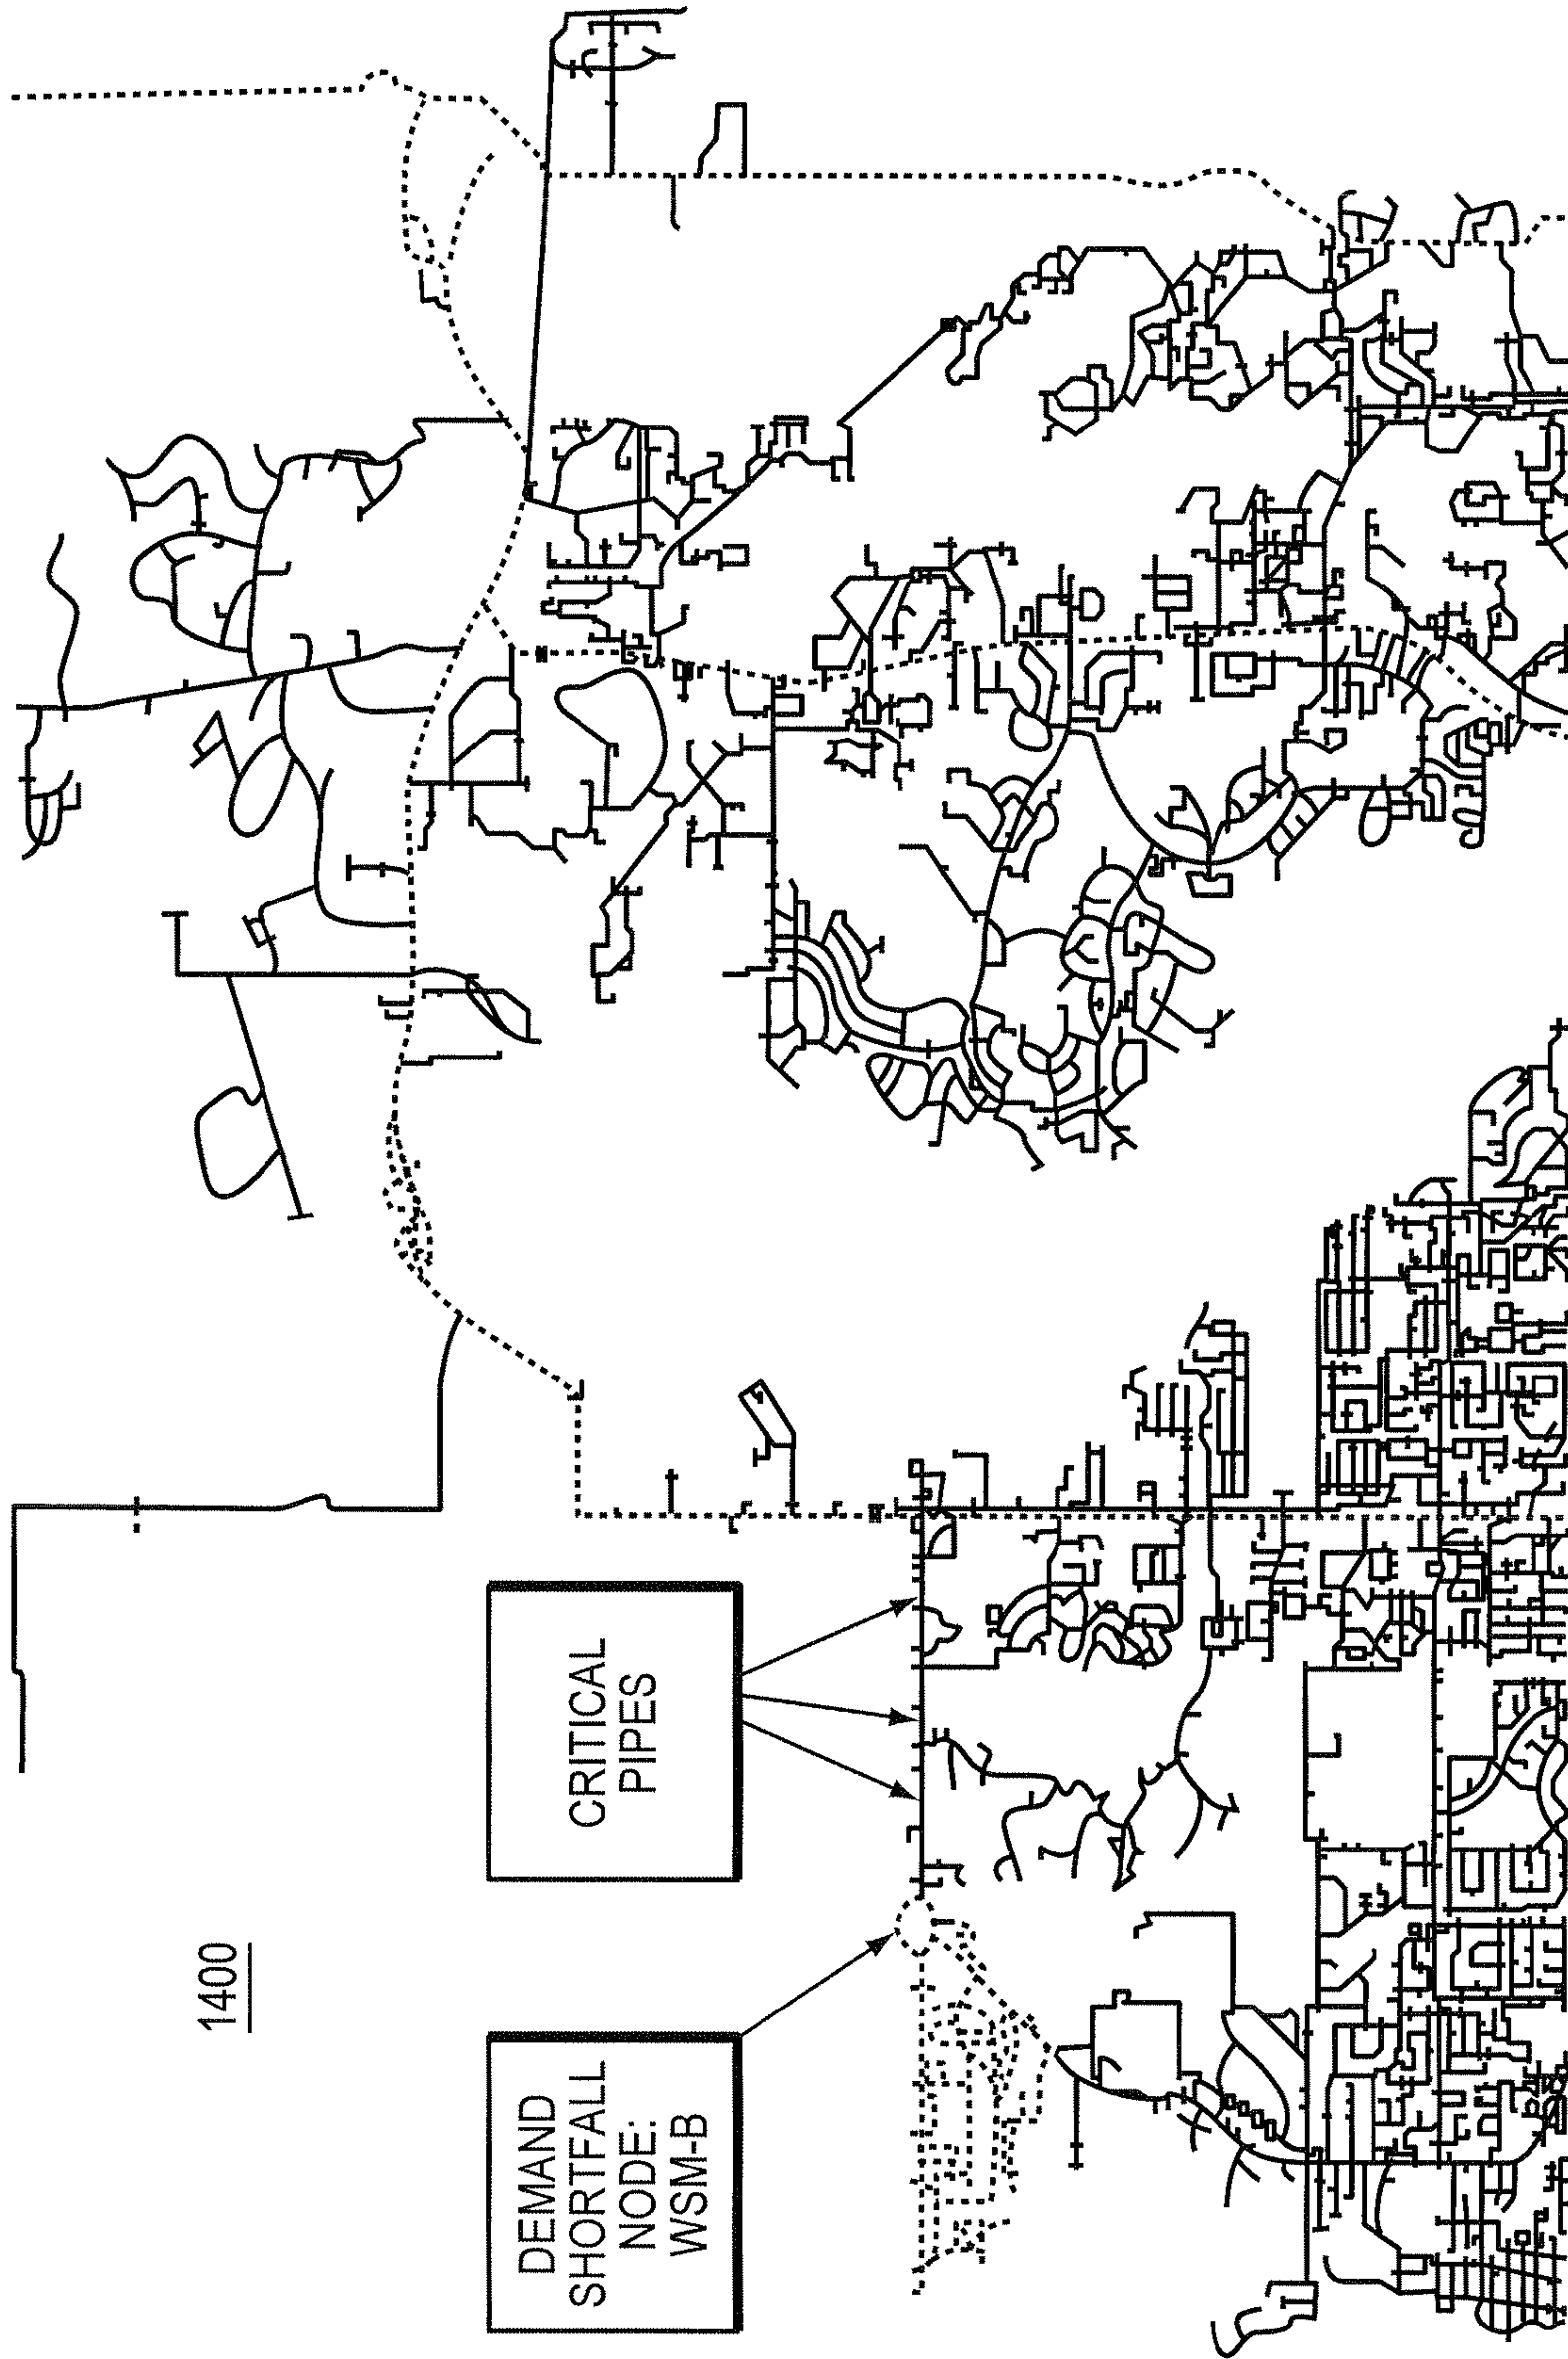 1400
DEMAND
SHORTFALL
NODE:
WSM-B
CRITICAL
PIPES